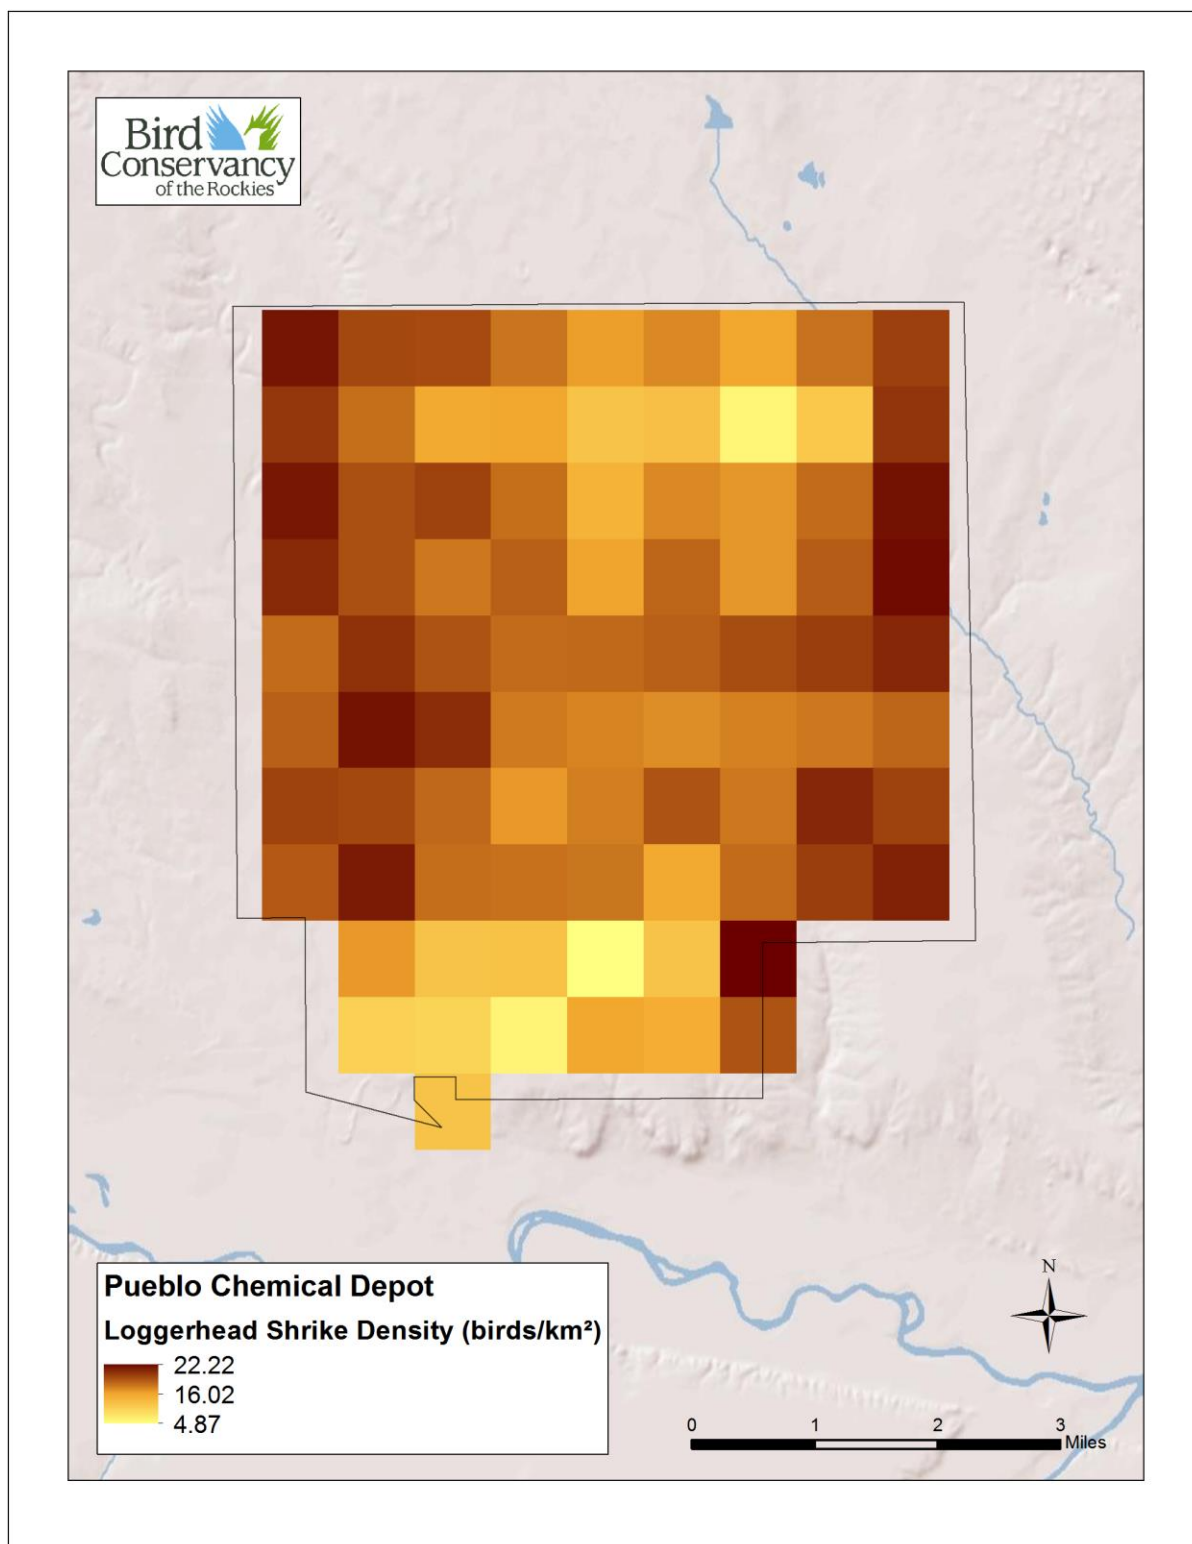 Bird
Conservancy
of the Rockies
Pueblo Chemical Depot
Loggerhead Shrike Density (birds/km²)
22.22
16.02
4.87
N
0 1 2 3
Miles